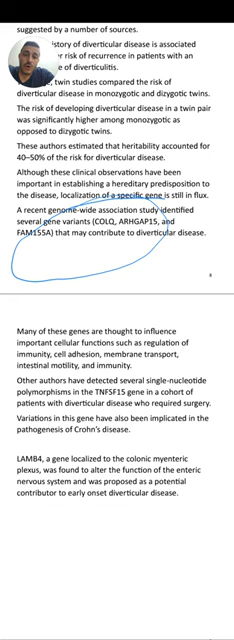 suggested by a number of sources.
istory of diverticular disease is associated
er risk of recurrence in patients with an
e of diverticulitis.
e, twin studies compared the risk of
diverticular disease in monozygotic and dizygotic twins.
The risk of developing diverticular disease in a twin pair
was significantly higher among monozygotic as
opposed to dizygotic twins.
These authors estimated that heritability accounted for
40–50% of the risk for diverticular disease.
Although these clinical observations have been
important in establishing a hereditary predisposition to
the disease, localization of a specific gene is still in flux.
A recent genome-wide association study identified
several gene variants (COLQ, ARHGAP15, and
FAM155A) that may contribute to diverticular disease.
8
Many of these genes are thought to influence
important cellular functions such as regulation of
immunity, cell adhesion, membrane transport,
intestinal motility, and immunity.
Other authors have detected several single-nucleotide
polymorphisms in the TNFSF15 gene in a cohort of
patients with diverticular disease who required surgery.
Variations in this gene have also been implicated in the
pathogenesis of Crohn's disease.
LAMB4, a gene localized to the colonic myenteric
plexus, was found to alter the function of the enteric
nervous system and was proposed as a potential
contributor to early onset diverticular disease.